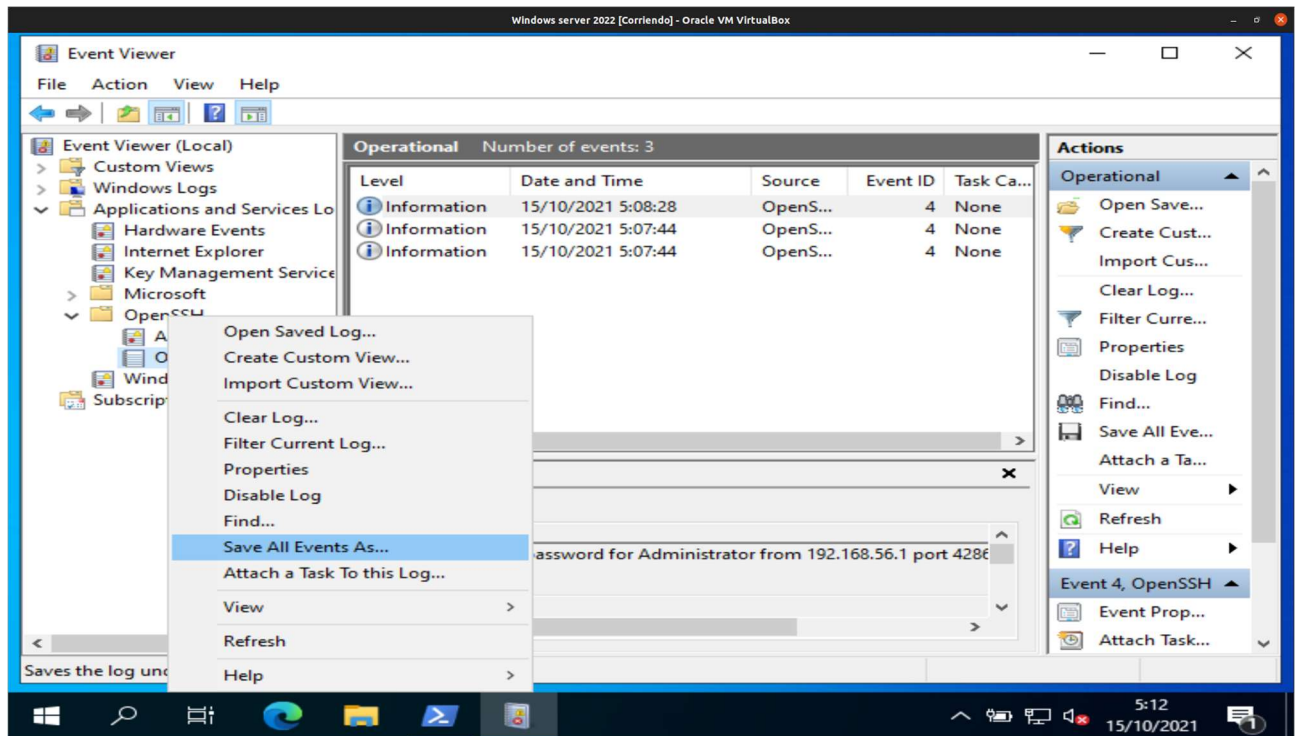 Windows server 2022 [Corriendo] - Oracle VM VirtualBox
Event Viewer
File Action View Help
Event Viewer (Local)
Custom Views
Windows Logs
Applications and Services Lo
Hardware Events
Internet Explorer
Key Management Service
Microsoft
OpenSSH
A
O
Wind
Subscrip
Operational Number of events: 3
Level Date and Time Source Event ID Task Ca...
Information 15/10/2021 5:08:28 OpenS... 4 None
Information 15/10/2021 5:07:44 OpenS... 4 None
Information 15/10/2021 5:07:44 OpenS... 4 None
Open Saved Log...
Create Custom View...
Import Custom View...
Clear Log...
Filter Current Log...
Properties
Disable Log
Find...
Save All Events As...
Attach a Task To this Log...
View
Refresh
Help
password for Administrator from 192.168.56.1 port 4286
Actions
Operational
Open Save...
Create Cust...
Import Cus...
Clear Log...
Filter Curre...
Properties
Disable Log
Find...
Save All Eve...
Attach a Ta...
View
Refresh
Help
Event 4, OpenSSH
Event Prop...
Attach Task...
Saves the log und
5:12
15/10/2021
1